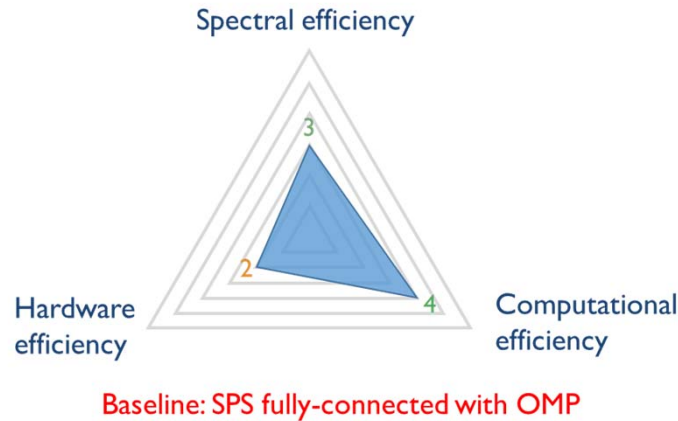 Spectral efficiency
3
2
4
Hardware
efficiency
Computational
efficiency
Baseline: SPS fully-connected with OMP